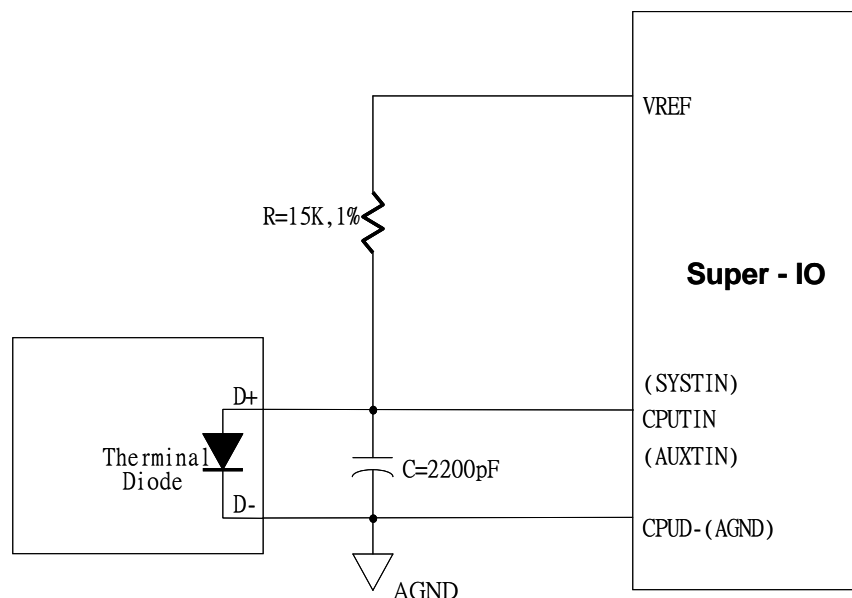 VREF
R=15K,1%
Super - IO
(SYSTIN)
D+
CPUTIN
Therminal
Diode
(AUXTIN)
C=2200pF
D-
CPUD-(AGND)
AGND